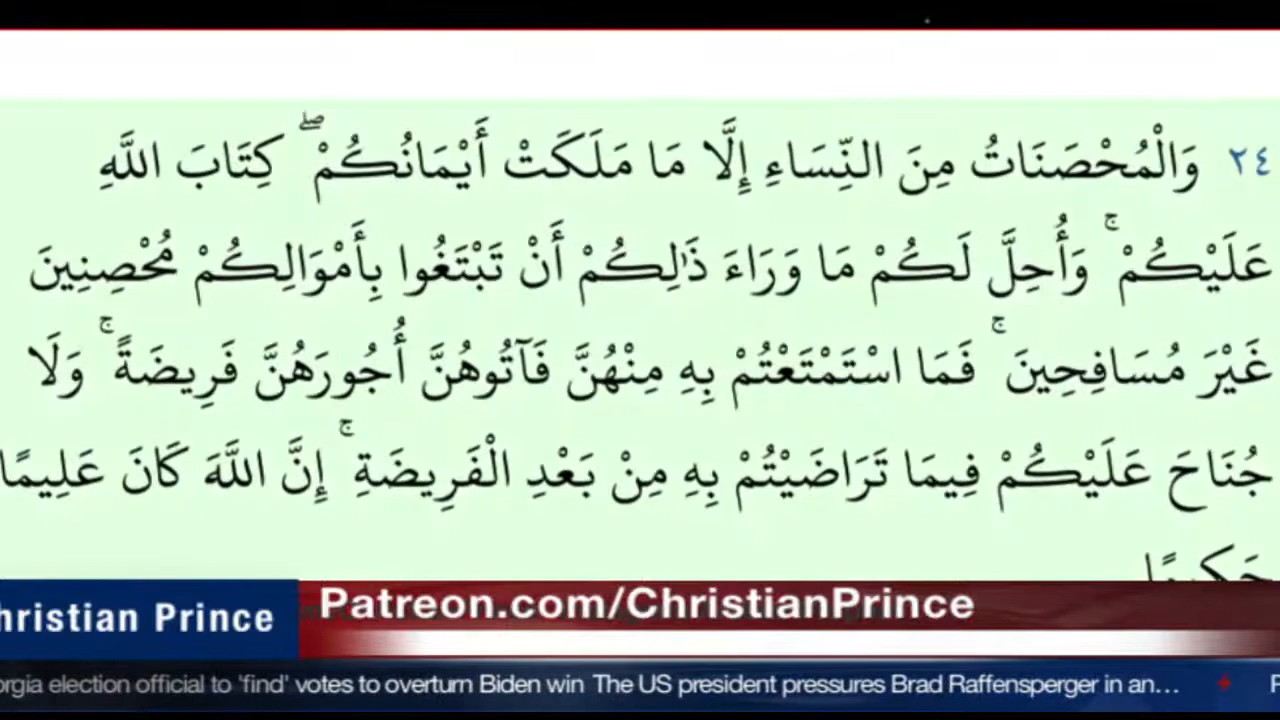 ٢٤ وَالْمُحْصَنَاتُ مِنَ النِّسَاءِ إِلَّا مَا مَلَكَتْ أَيْمَانُكُمْ ۖ كِتَابَ اللَّهِ
عَلَيْكُمْ ۚ وَأُحِلَّ لَكُمْ مَا وَرَاءَ ذَٰلِكُمْ أَنْ تَبْتَغُوا بِأَمْوَالِكُمْ مُحْصِنِينَ
غَيْرَ مُسَافِحِينَ ۚ فَمَا اسْتَمْتَعْتُمْ بِهِ مِنْهُنَّ فَآتُوهُنَّ أُجُورَهُنَّ فَرِيضَةً ۚ وَلَا
جُنَاحَ عَلَيْكُمْ فِيمَا تَرَاضَيْتُمْ بِهِ مِنْ بَعْدِ الْفَرِيضَةِ ۚ إِنَّ اللَّهَ كَانَ عَلِيمًا
حَكِيمًا
hristian Prince
Patreon.com/ChristianPrince
orgia election official to 'find' votes to overturn Biden win The US president pressures Brad Raffensperger in an...